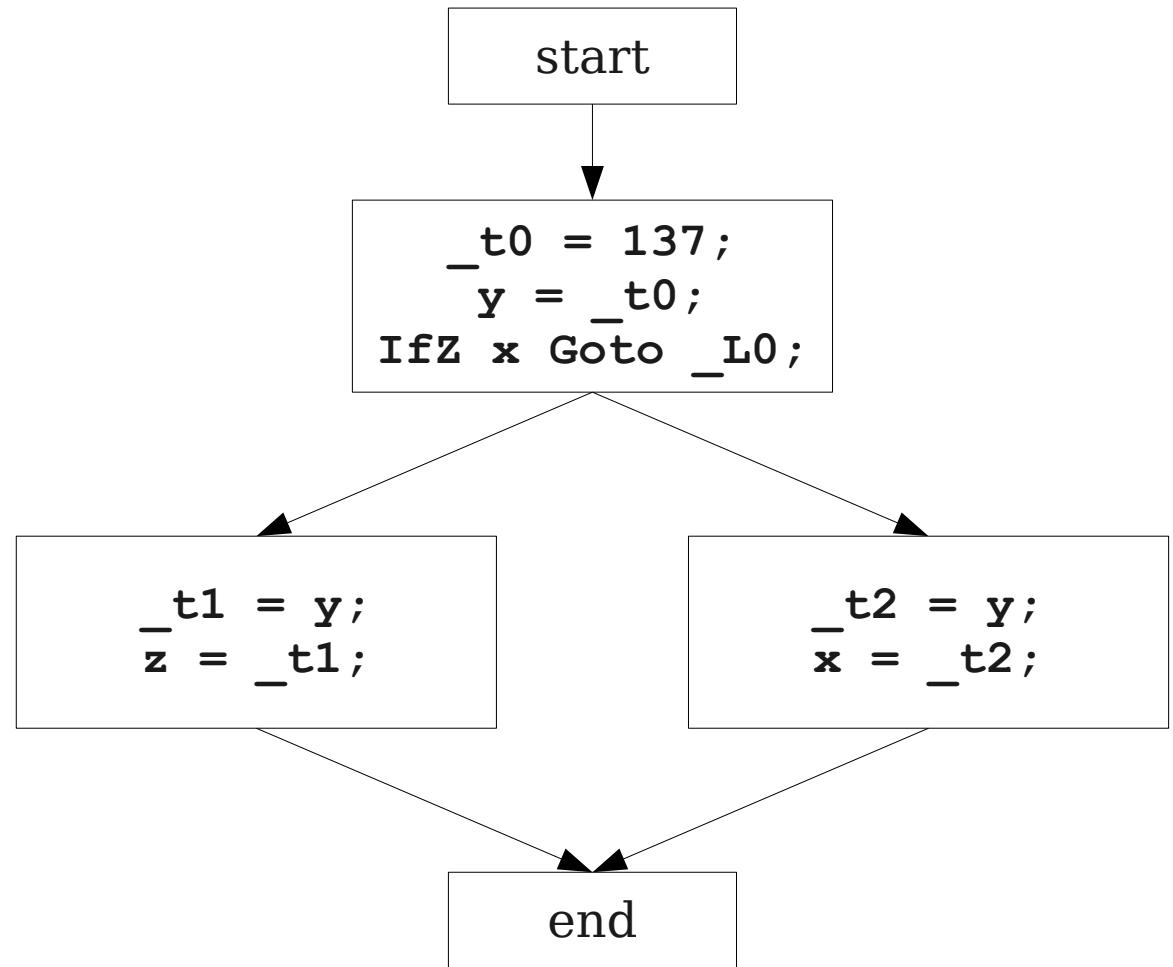 start
_t0 = 137;
y = _t0;
IfZ x Goto _L0;
_t1 = y;
z = _t1;
_t2 = y;
x = _t2;
end